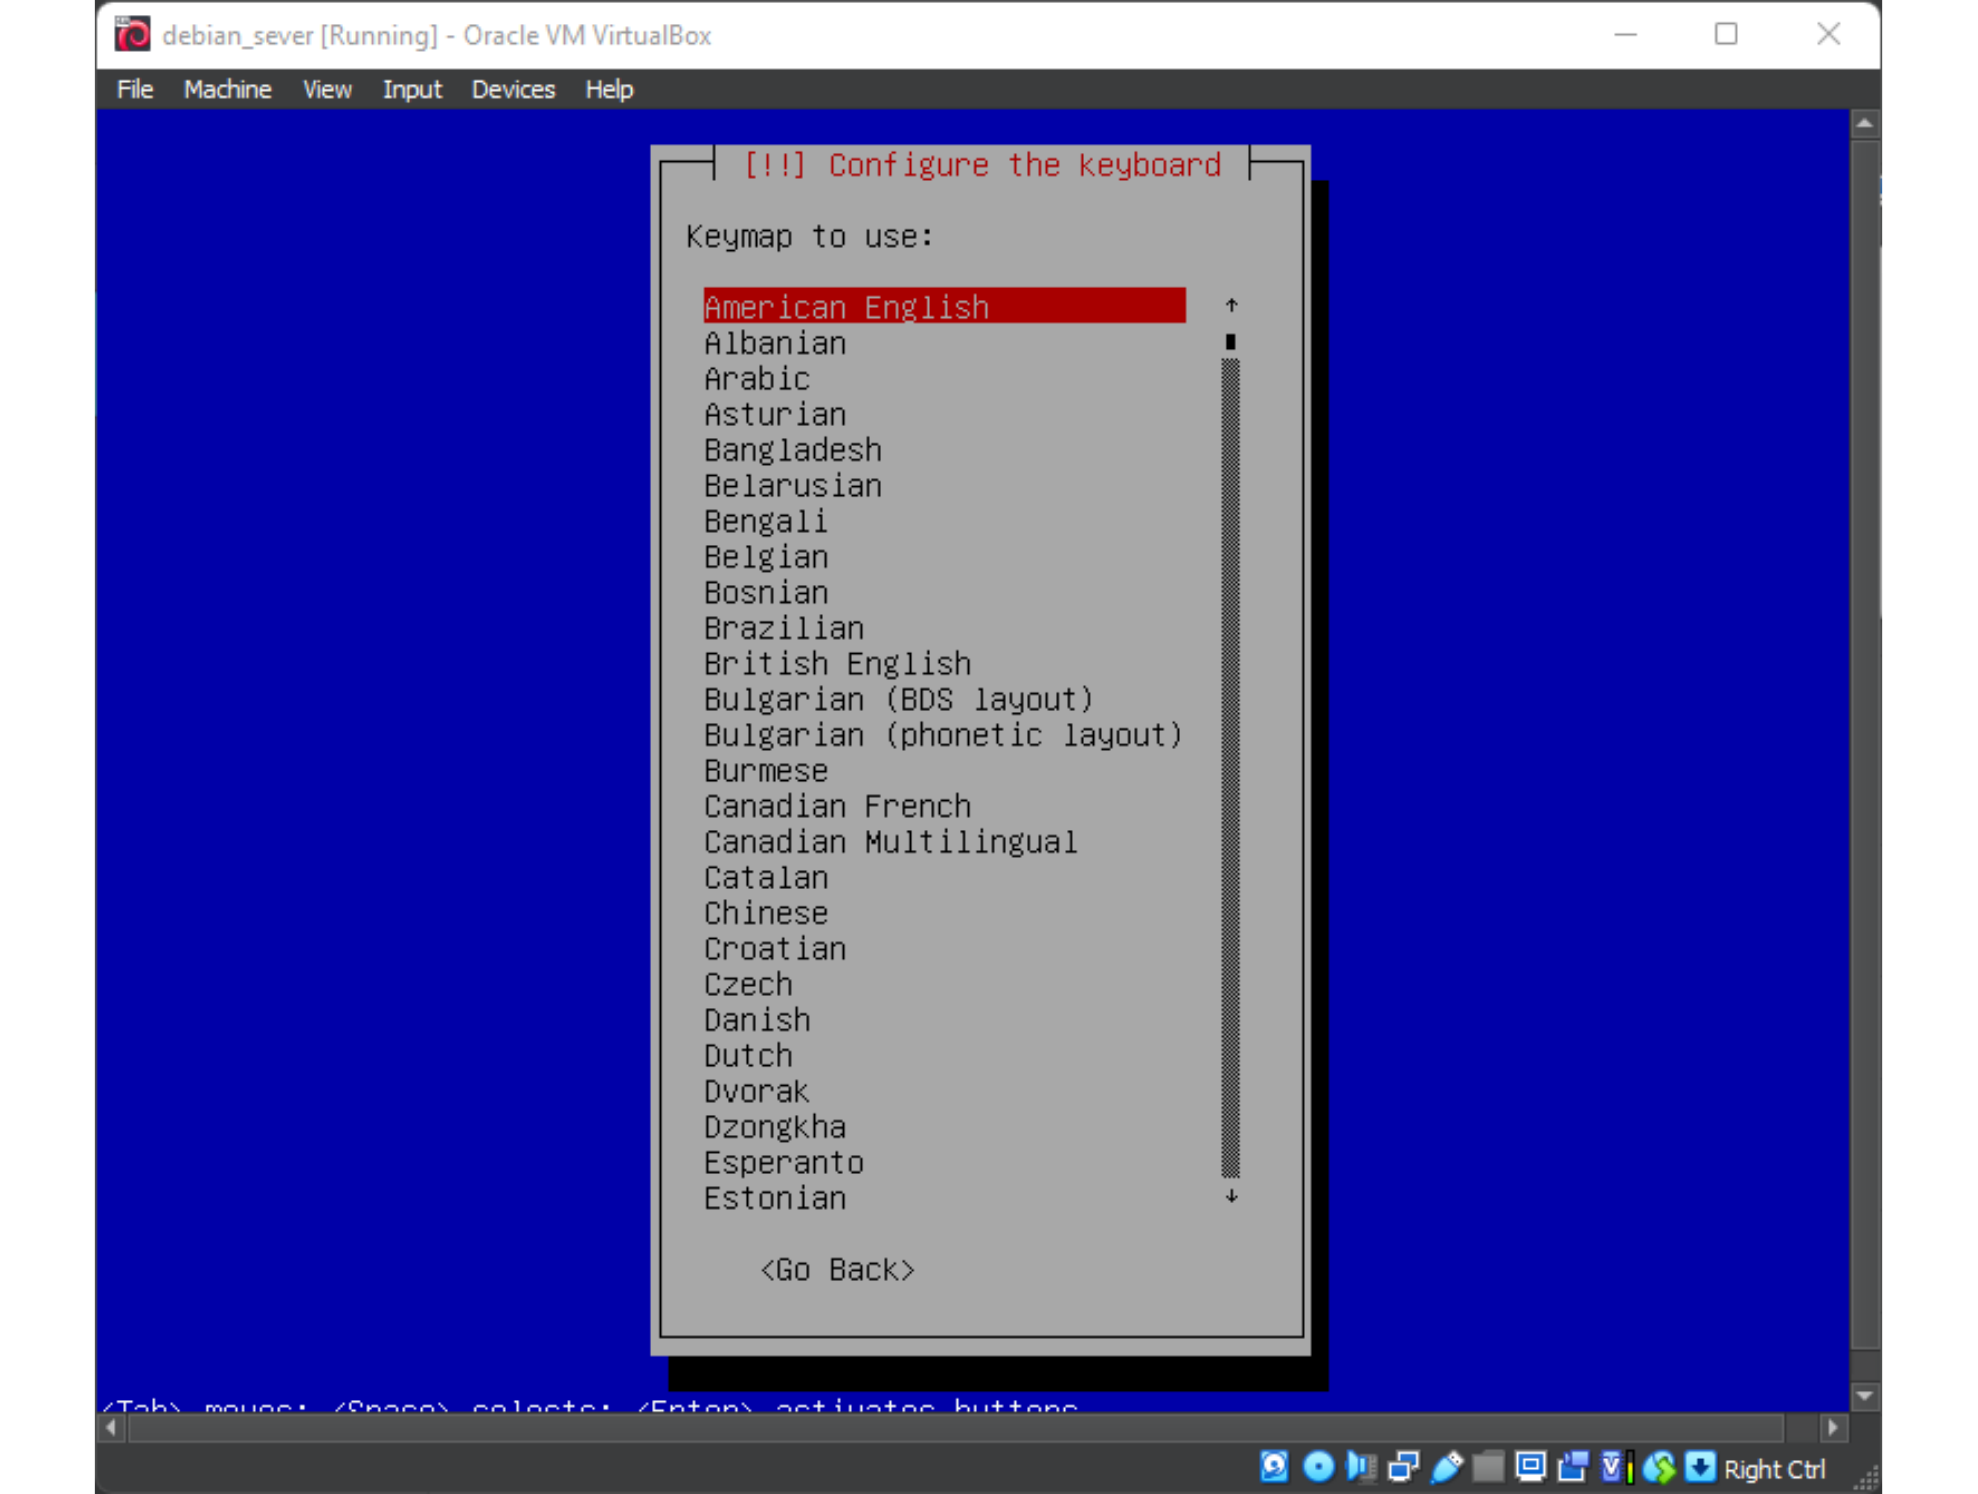 debian_sever [Running] - Oracle VM VirtualBox
File Machine View Input Devices Help
[!!] Configure the keyboard
Keymap to use:
American English
Albanian
Arabic
Asturian
Bangladesh
Belarusian
Bengali
Belgian
Bosnian
Brazilian
British English
Bulgarian (BDS layout)
Bulgarian (phonetic layout)
Burmese
Canadian French
Canadian Multilingual
Catalan
Chinese
Croatian
Czech
Danish
Dutch
Dvorak
Dzongkha
Esperanto
Estonian
<Go Back>
<Tab> moves; <Space> selects; <Enter> activates buttons
Right Ctrl